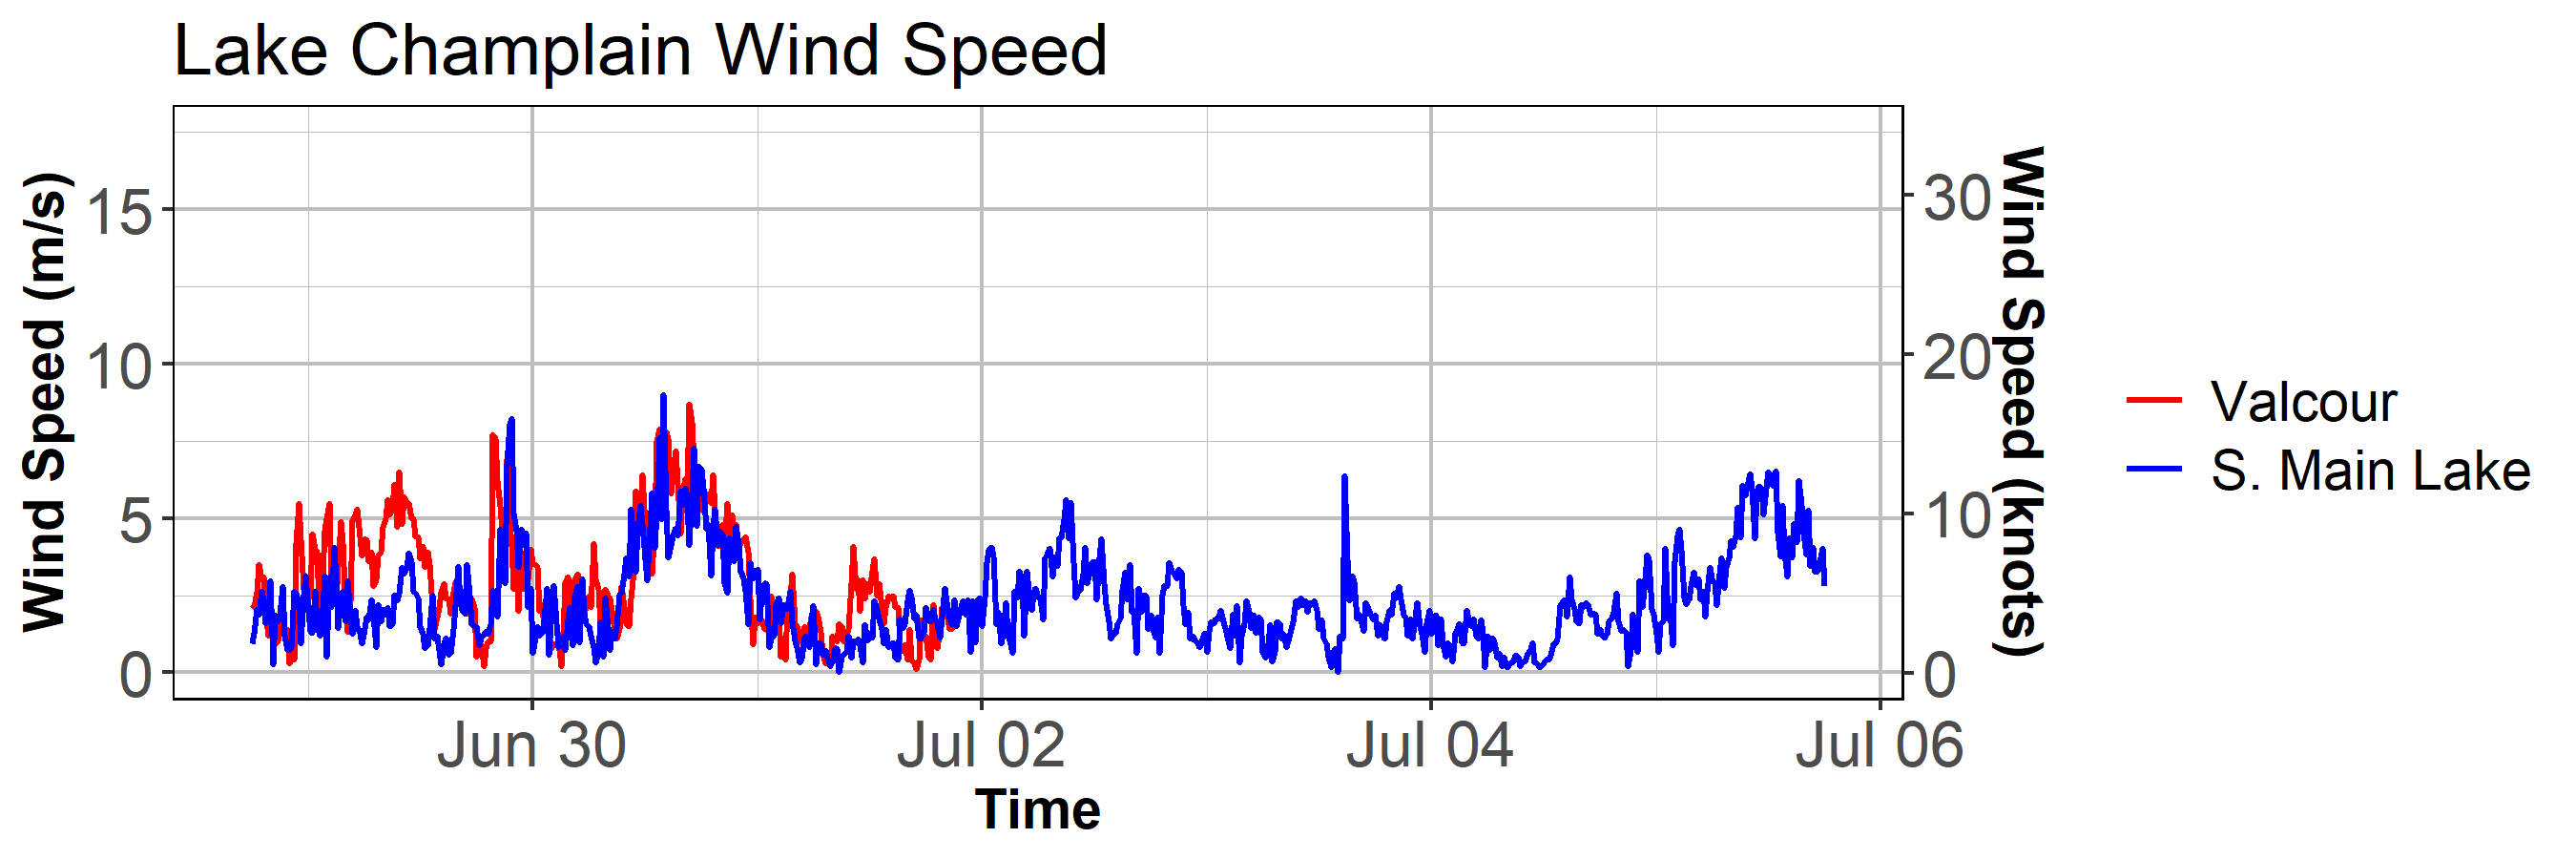 Lake Champlain Wind Speed
Wind Speed (m/s)
15
10
5
0
30
20
10
0
Wind Speed (knots)
Jun 30
Jul 02
Jul 04
Jul 06
Time
Valcour
S. Main Lake